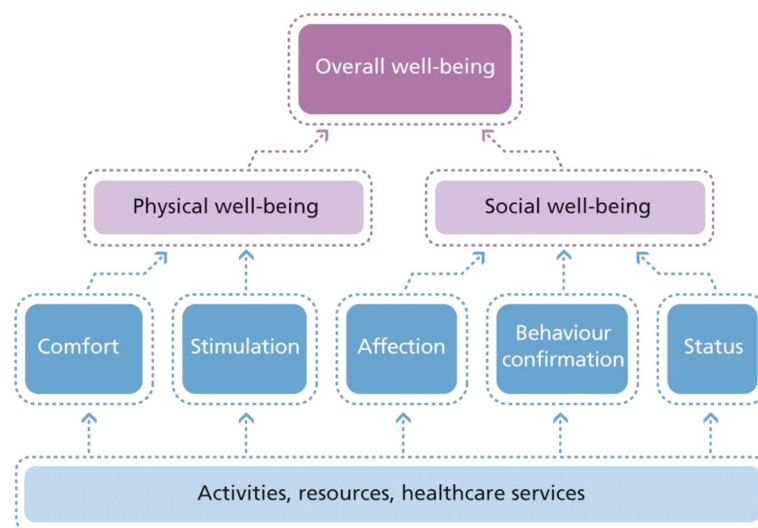 Overall well-being
Physical well-being
Social well-being
Comfort
Stimulation
Affection
Behaviour
confirmation
Status
Activities, resources, healthcare services